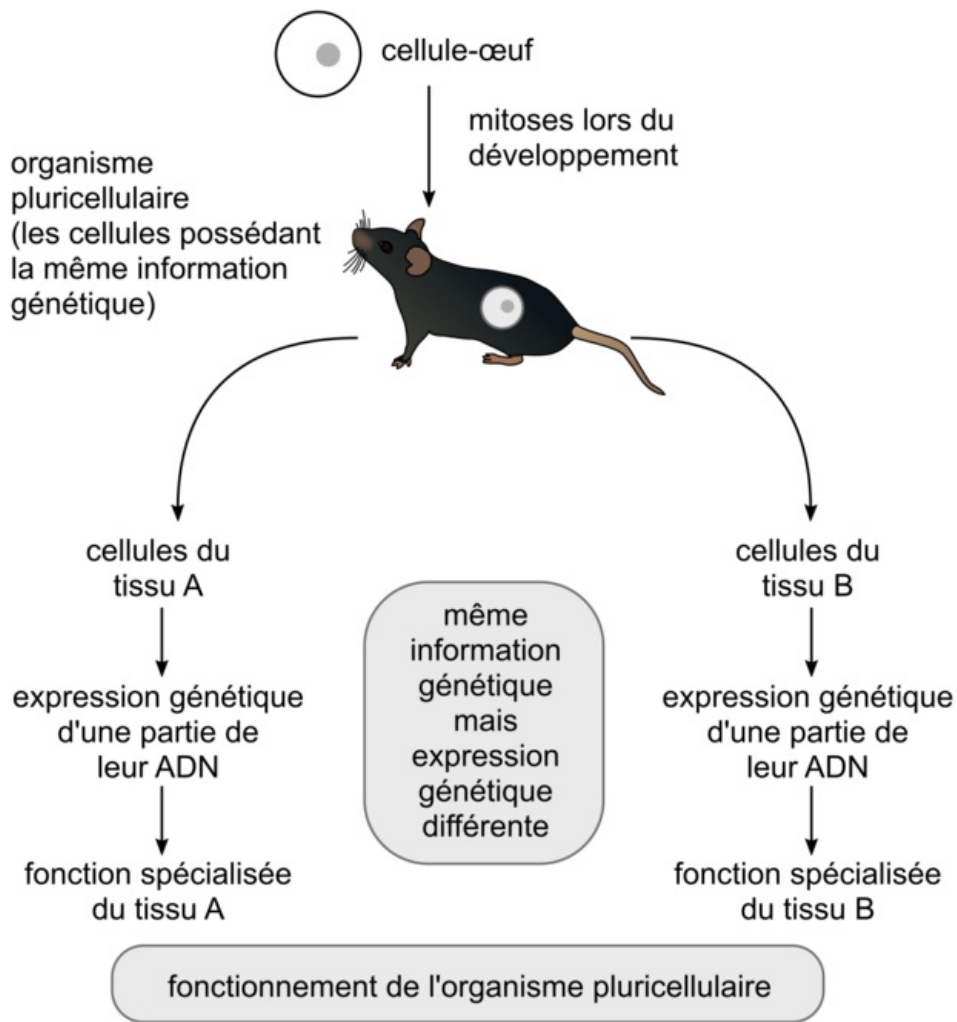 cellule-œuf
mitoses lors du
développement
organisme
pluricellulaire
(les cellules possédant
la même information
génétique)
cellules du
tissu A
expression génétique
d'une partie de
leur ADN
fonction spécialisée
du tissu A
même
information
génétique
mais
expression
génétique
différente
cellules du
tissu B
expression génétique
d'une partie de
leur ADN
fonction spécialisée
du tissu B
fonctionnement de l'organisme pluricellulaire